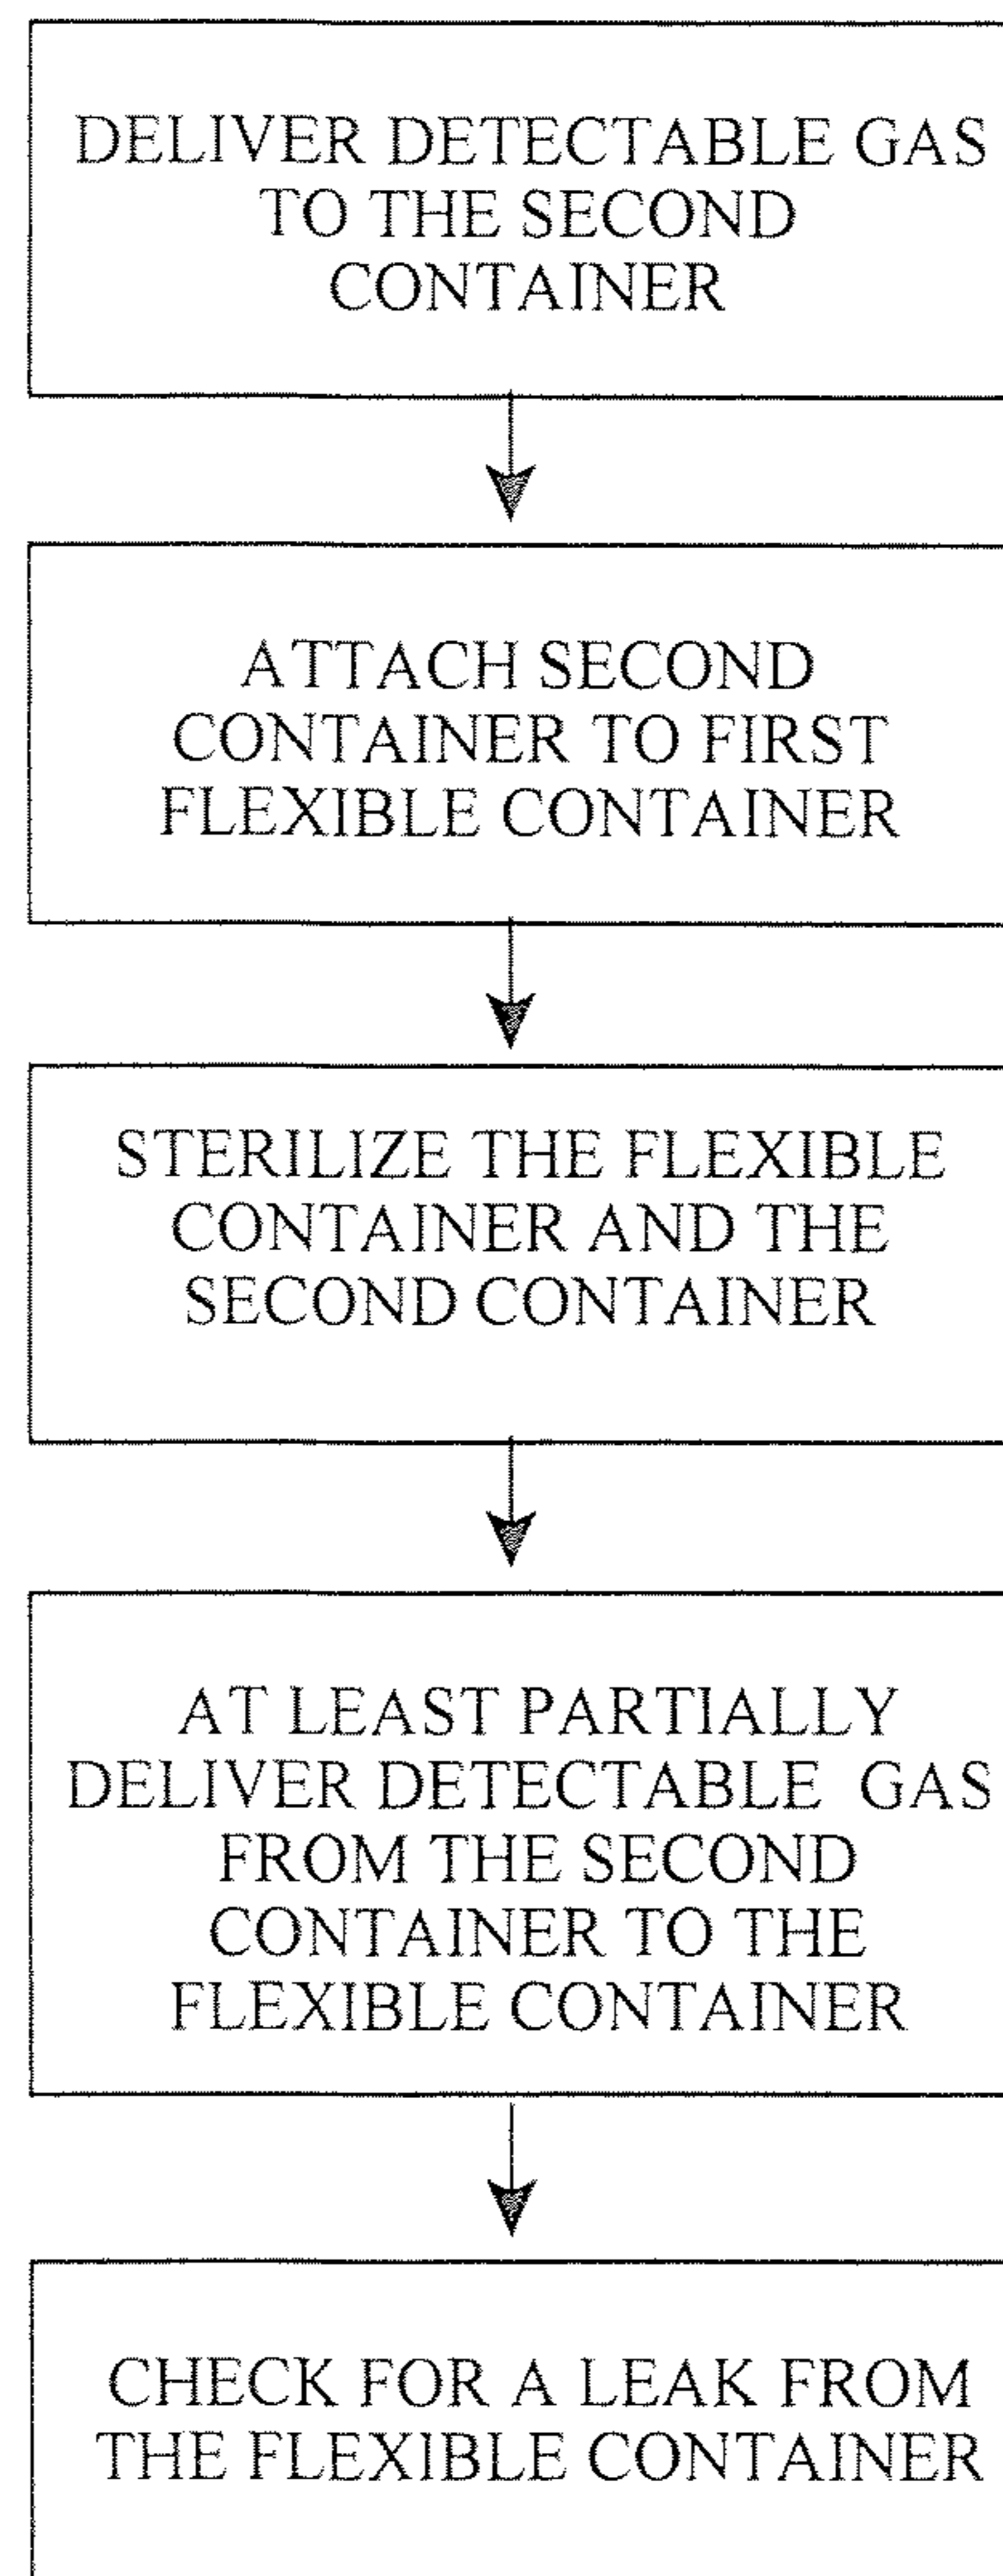 DELIVER DETECTABLE GAS
TO THE SECOND
CONTAINER
ATTACH SECOND
CONTAINER TO FIRST
FLEXIBLE CONTAINER
STERILIZE THE FLEXIBLE
CONTAINER AND THE
SECOND CONTAINER
AT LEAST PARTIALLY
DELIVER DETECTABLE GAS
FROM THE SECOND
CONTAINER TO THE
FLEXIBLE CONTAINER
CHECK FOR A LEAK FROM
THE FLEXIBLE CONTAINER